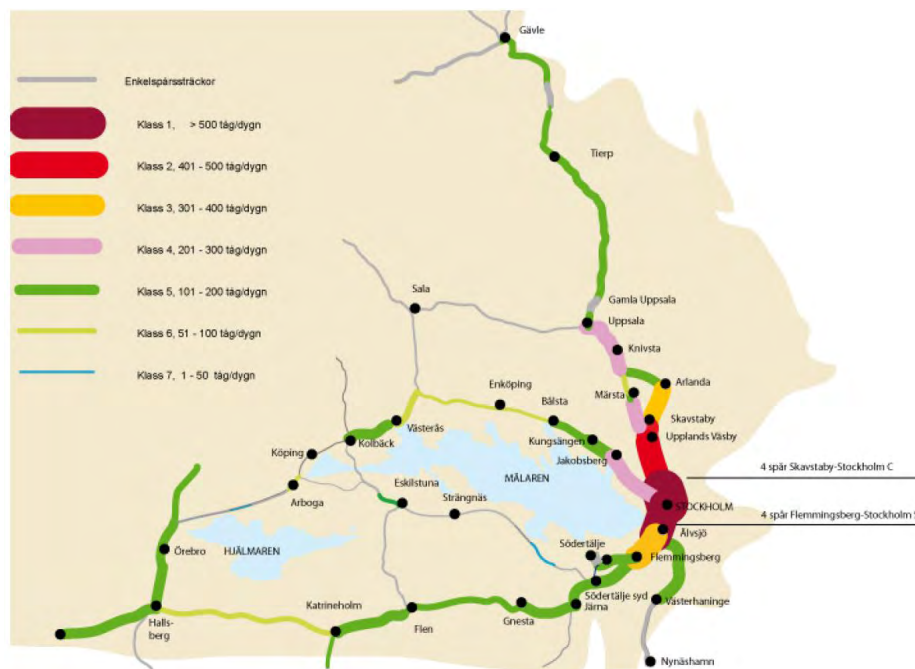 Gävle
Enkelspårssträckor
Klass 1, > 500 tåg/dygn
Klass 2, 401 - 500 tåg/dygn
Klass 3, 301 - 400 tåg/dygn
Klass 4, 201 - 300 tåg/dygn
Klass 5, 101 - 200 tåg/dygn
Klass 6, 51 - 100 tåg/dygn
Klass 7, 1 - 50 tåg/dygn
Tierp
Sala
Gamla Uppsala
Uppsala
Knivsta
Arlanda
Märsta
Enköping
Bålsta
Skavstaby
Upplands Väsby
Västerås
Kungsängen
Kolbäck
Köping
Jakobsberg
4 spår Skavstaby-Stockholm C
MÄLAREN
Eskilstuna
Arboga
Strängnäs
STOCKHOLM
4 spår Flemmingsberg-Stockholm S
Älvsjö
Örebro
HJÄLMAREN
Södertälje
Flemmingsberg
Södertälje syd
Järna
Västerhaninge
Katrineholm
Halls-
berg
Flen
Gnesta
Nynäshamn